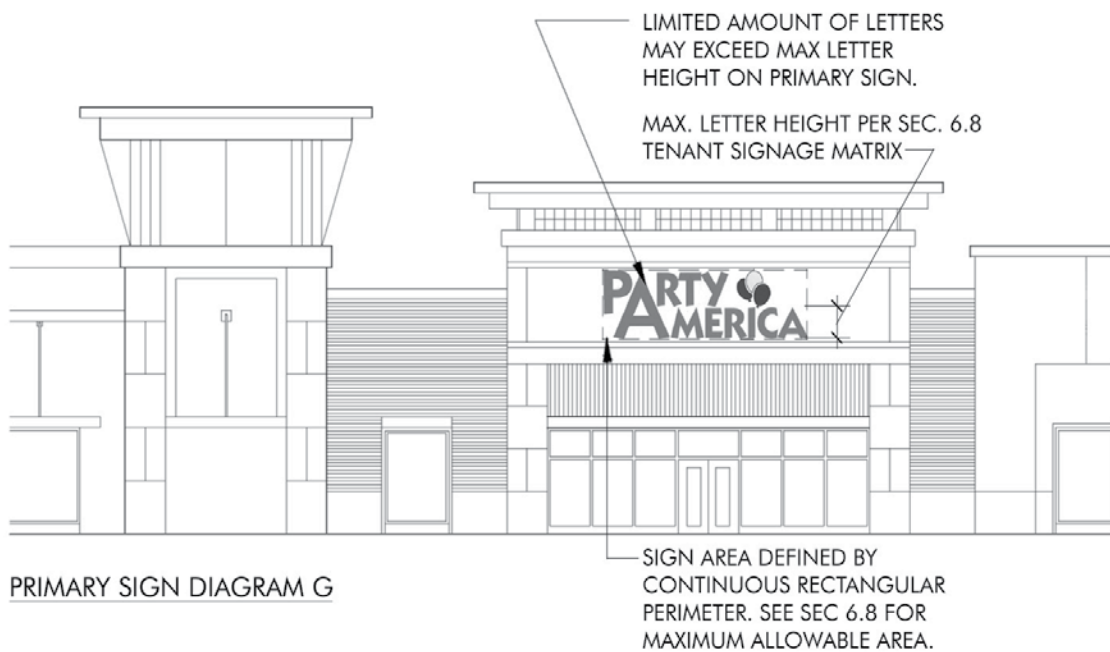 LIMITED AMOUNT OF LETTERS
MAY EXCEED MAX LETTER
HEIGHT ON PRIMARY SIGN.
MAX. LETTER HEIGHT PER SEC. 6.8
TENANT SIGNAGE MATRIX
PARTY
AMERICA
SIGN AREA DEFINED BY
CONTINUOUS RECTANGULAR
PERIMETER. SEE SEC 6.8 FOR
MAXIMUM ALLOWABLE AREA.
PRIMARY SIGN DIAGRAM G